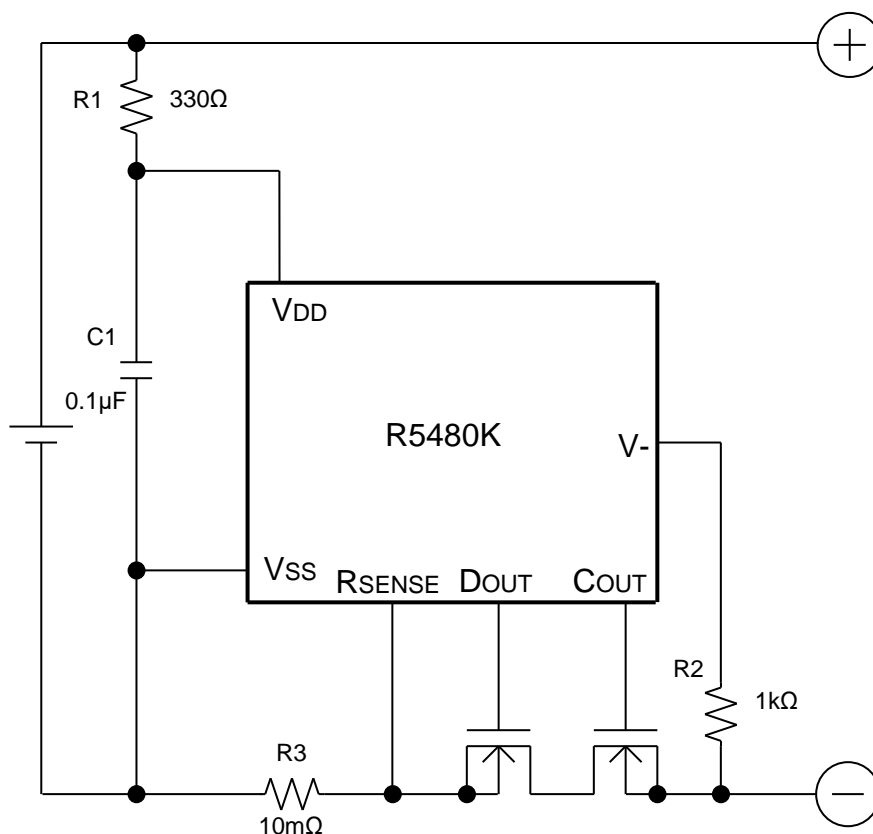 R1 330Ω
VDD
C1
0.1µF
R5480K
V-
VSS
RSENSE DOUT COUT
R2
1kΩ
R3
10mΩ